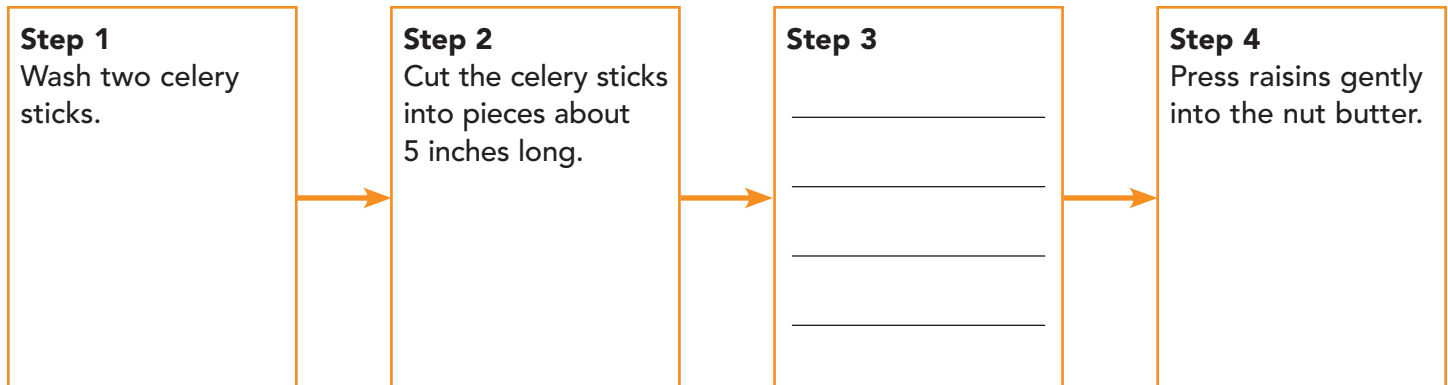 Step 1
Wash two celery
sticks.
Step 2
Cut the celery sticks
into pieces about
5 inches long.
Step 3
Step 4
Press raisins gently
into the nut butter.